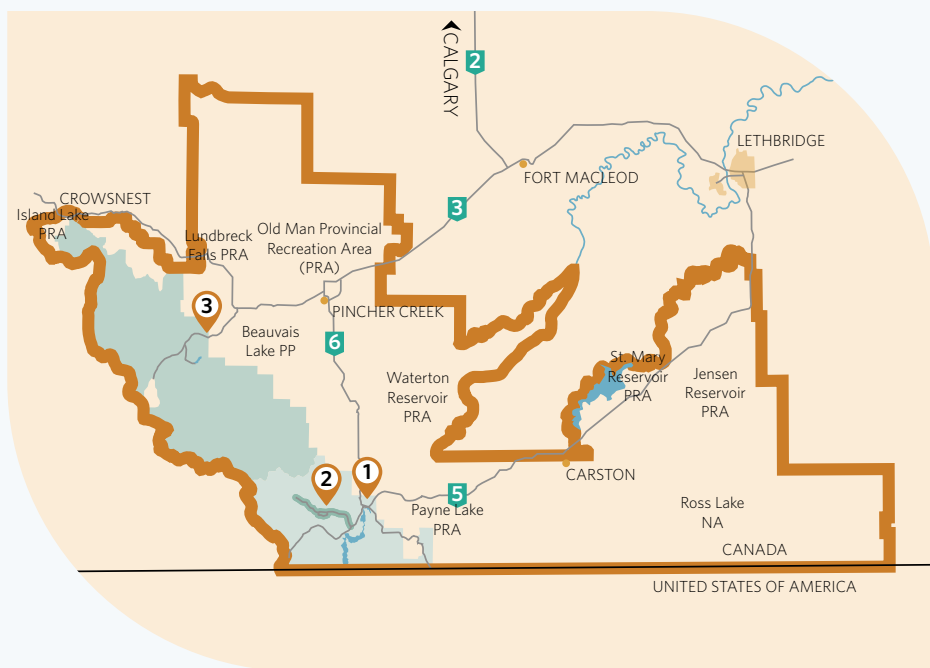 CALGARY
2
LETHBRIDGE
FORT MACLEOD
3
CROWSNEST
Island Lake
PRA
Lundbreck
Falls PRA
Old Man Provincial
Recreation Area
(PRA)
3
PINCHER CREEK
Beauvais
Lake PP
6
St. Mary
Reservoir
PRA
Jensen
Reservoir
PRA
Waterton
Reservoir
PRA
2
1
CARSTON
5
Payne Lake
PRA
Ross Lake
NA
CANADA
UNITED STATES OF AMERICA